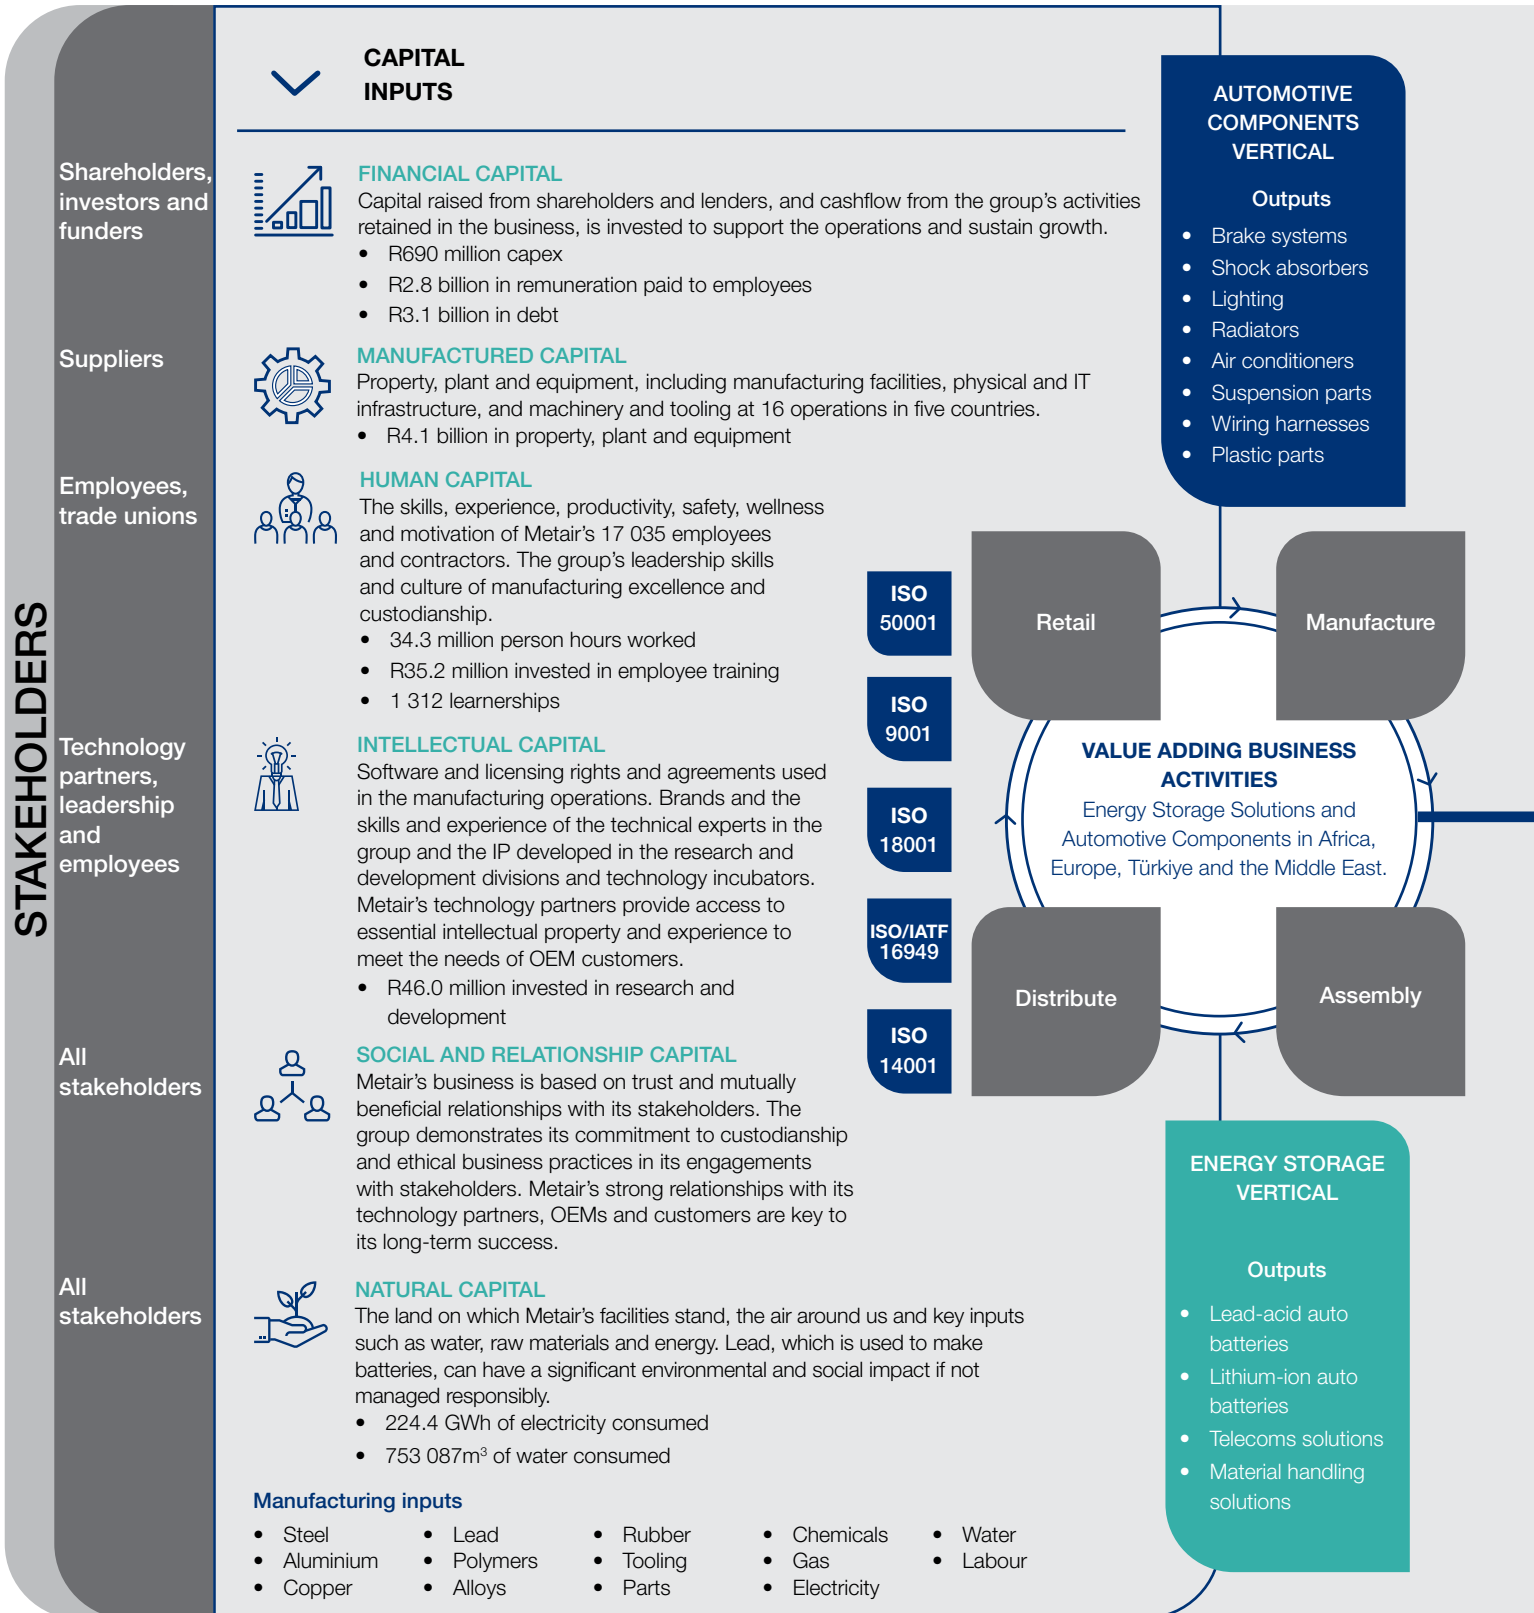 STAKEHOLDERS
CAPITAL
INPUTS
Shareholders,
investors and
funders
FINANCIAL CAPITAL
Capital raised from shareholders and lenders, and cashflow from the group’s activities
retained in the business, is invested to support the operations and sustain growth.
• R690 million capex
• R2.8 billion in remuneration paid to employees
• R3.1 billion in debt
Suppliers
MANUFACTURED CAPITAL
Property, plant and equipment, including manufacturing facilities, physical and IT
infrastructure, and machinery and tooling at 16 operations in five countries.
• R4.1 billion in property, plant and equipment
Employees,
trade unions
HUMAN CAPITAL
The skills, experience, productivity, safety, wellness
and motivation of Metair’s 17 035 employees
and contractors. The group’s leadership skills
and culture of manufacturing excellence and
custodianship.
• 34.3 million person hours worked
• R35.2 million invested in employee training
• 1 312 learnerships
Technology
partners,
leadership
and
employees
INTELLECTUAL CAPITAL
Software and licensing rights and agreements used
in the manufacturing operations. Brands and the
skills and experience of the technical experts in the
group and the IP developed in the research and
development divisions and technology incubators.
Metair’s technology partners provide access to
essential intellectual property and experience to
meet the needs of OEM customers.
• R46.0 million invested in research and
development
All
stakeholders
SOCIAL AND RELATIONSHIP CAPITAL
Metair’s business is based on trust and mutually
beneficial relationships with its stakeholders. The
group demonstrates its commitment to custodianship
and ethical business practices in its engagements
with stakeholders. Metair’s strong relationships with its
technology partners, OEMs and customers are key to
its long-term success.
All
stakeholders
NATURAL CAPITAL
The land on which Metair’s facilities stand, the air around us and key inputs
such as water, raw materials and energy. Lead, which is used to make
batteries, can have a significant environmental and social impact if not
managed responsibly.
• 224.4 GWh of electricity consumed
• 753 087m³ of water consumed
Manufacturing inputs
• Steel
• Aluminium
• Copper
• Lead
• Polymers
• Alloys
• Rubber
• Tooling
• Parts
• Chemicals
• Gas
• Electricity
• Water
• Labour
ISO
50001
ISO
9001
ISO
18001
ISO/IATF
16949
ISO
14001
AUTOMOTIVE
COMPONENTS
VERTICAL
Outputs
• Brake systems
• Shock absorbers
• Lighting
• Radiators
• Air conditioners
• Suspension parts
• Wiring harnesses
• Plastic parts
Retail
Manufacture
VALUE ADDING BUSINESS
ACTIVITIES
Energy Storage Solutions and
Automotive Components in Africa,
Europe, Türkiye and the Middle East.
Distribute
Assembly
ENERGY STORAGE
VERTICAL
Outputs
• Lead-acid auto
batteries
• Lithium-ion auto
batteries
• Telecoms solutions
• Material handling
solutions